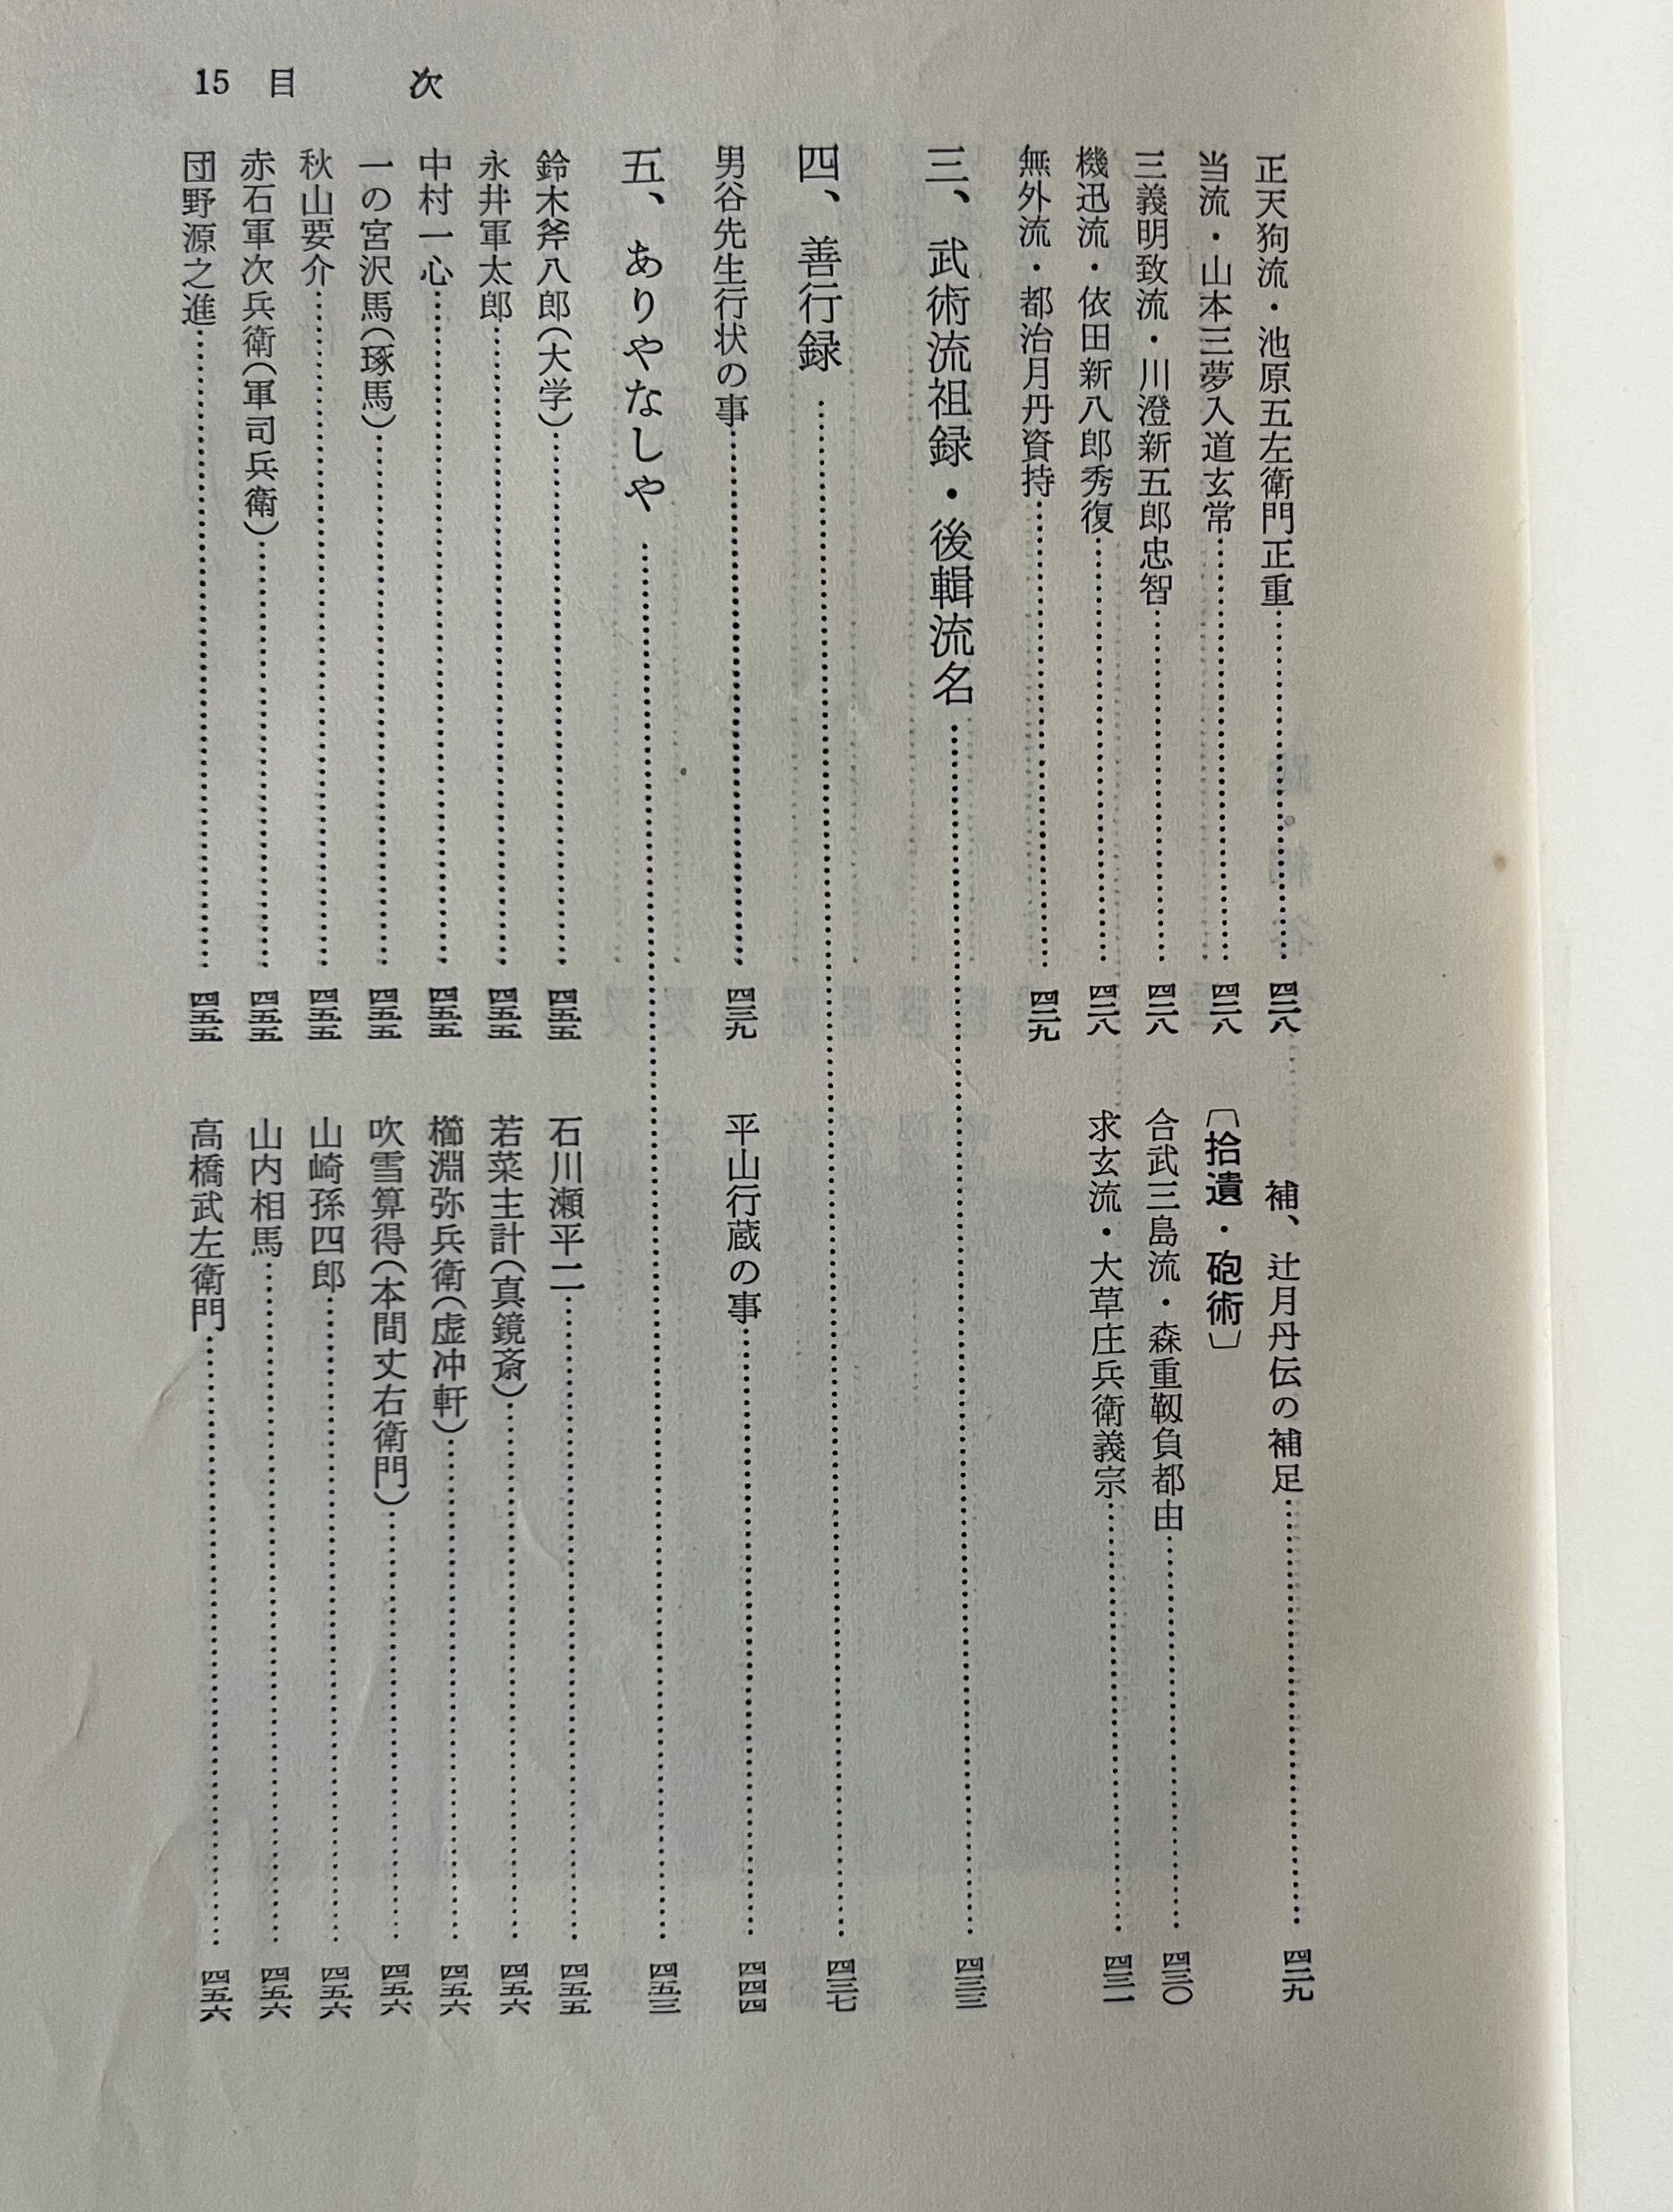 15 目 次
正天狗流・池原五左衛門正重…………四二八
当流・山本三夢入道玄常…………四二八
三義明致流・川澄新五郎忠智…………四二八
機迅流・依田新八郎秀復…………四二八
無外流・都治月丹資持…………四二九
補、辻月丹伝の補足…………四二九
〔拾遺・砲術〕
合武三島流・森重靱負都由…………四三〇
求玄流・大草庄兵衛義宗…………四三一
三、武術流祖録・後輯流名…………四三三
四、善行録…………四三七
男谷先生行状の事…………四三九
平山行蔵の事…………四四四
五、ありやなしや…………四五三
鈴木斧八郎(大学)…………四五五
永井軍太郎…………四五五
中村一心…………四五五
一の宮沢馬(琢馬)…………四五五
秋山要介…………四五五
赤石軍次兵衛(軍司兵衛)…………四五五
団野源之進…………四五五
石川瀬平二…………四五五
若菜主計(真鏡斎)…………四五六
櫛淵弥兵衛(虚冲軒)…………四五六
吹雪算得(本間丈右衛門)…………四五六
山崎孫四郎…………四五六
山内相馬…………四五六
高橋武左衛門…………四五六